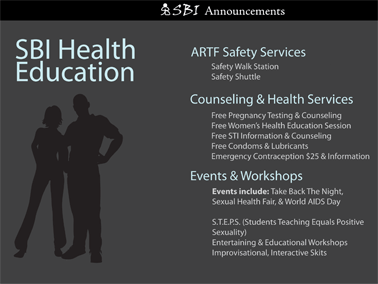 SBI Announcements
SBI Health
Education
ARTF Safety Services
Safety Walk Station
Safety Shuttle
Counseling & Health Services
Free Pregnancy Testing & Counseling
Free Women's Health Education Session
Free STI Information & Counseling
Free Condoms & Lubricants
Emergency Contraception $25 & Information
Events & Workshops
Events include: Take Back The Night,
Sexual Health Fair, & World AIDS Day
S.T.E.P.S. (Students Teaching Equals Positive
Sexuality)
Entertaining & Educational Workshops
Improvisational, Interactive Skits